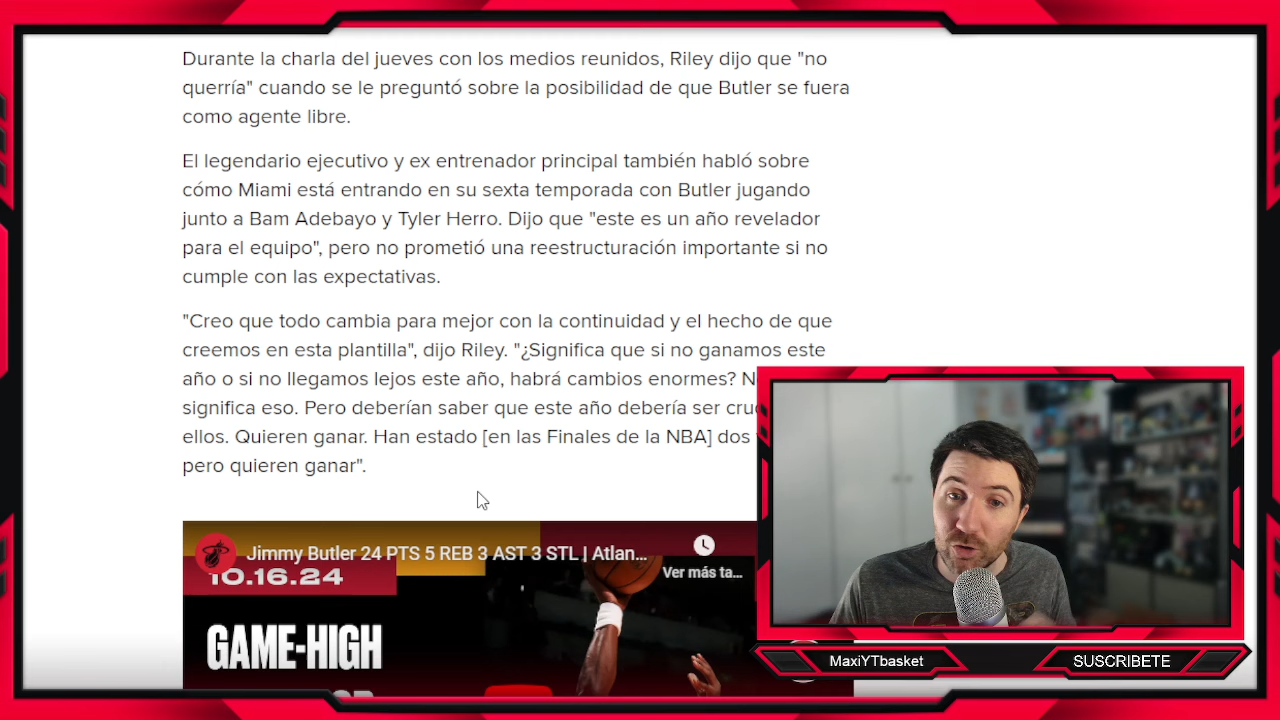 Durante la charla del jueves con los medios reunidos, Riley dijo que "no
querría" cuando se le preguntó sobre la posibilidad de que Butler se fuera
como agente libre.
El legendario ejecutivo y ex entrenador principal también habló sobre
cómo Miami está entrando en su sexta temporada con Butler jugando
junto a Bam Adebayo y Tyler Herro. Dijo que "este es un año revelador
para el equipo", pero no prometió una reestructuración importante si no
cumple con las expectativas.
"Creo que todo cambia para mejor con la continuidad y el hecho de que
creemos en esta plantilla", dijo Riley. "¿Significa que si no ganamos este
año o si no llegamos lejos este año, habrá cambios enormes?
significa eso. Pero deberían saber que este año debería ser
ellos. Quieren ganar. Han estado [en las Finales de la NBA] dos
pero quieren ganar".
Jimmy Butler 24 PTS 5 REB 3 AST 3 STL | Atlan...
Ver más ta...
10.16.24
GAME-HIGH
MaxiYTbasket
SUSCRIBETE